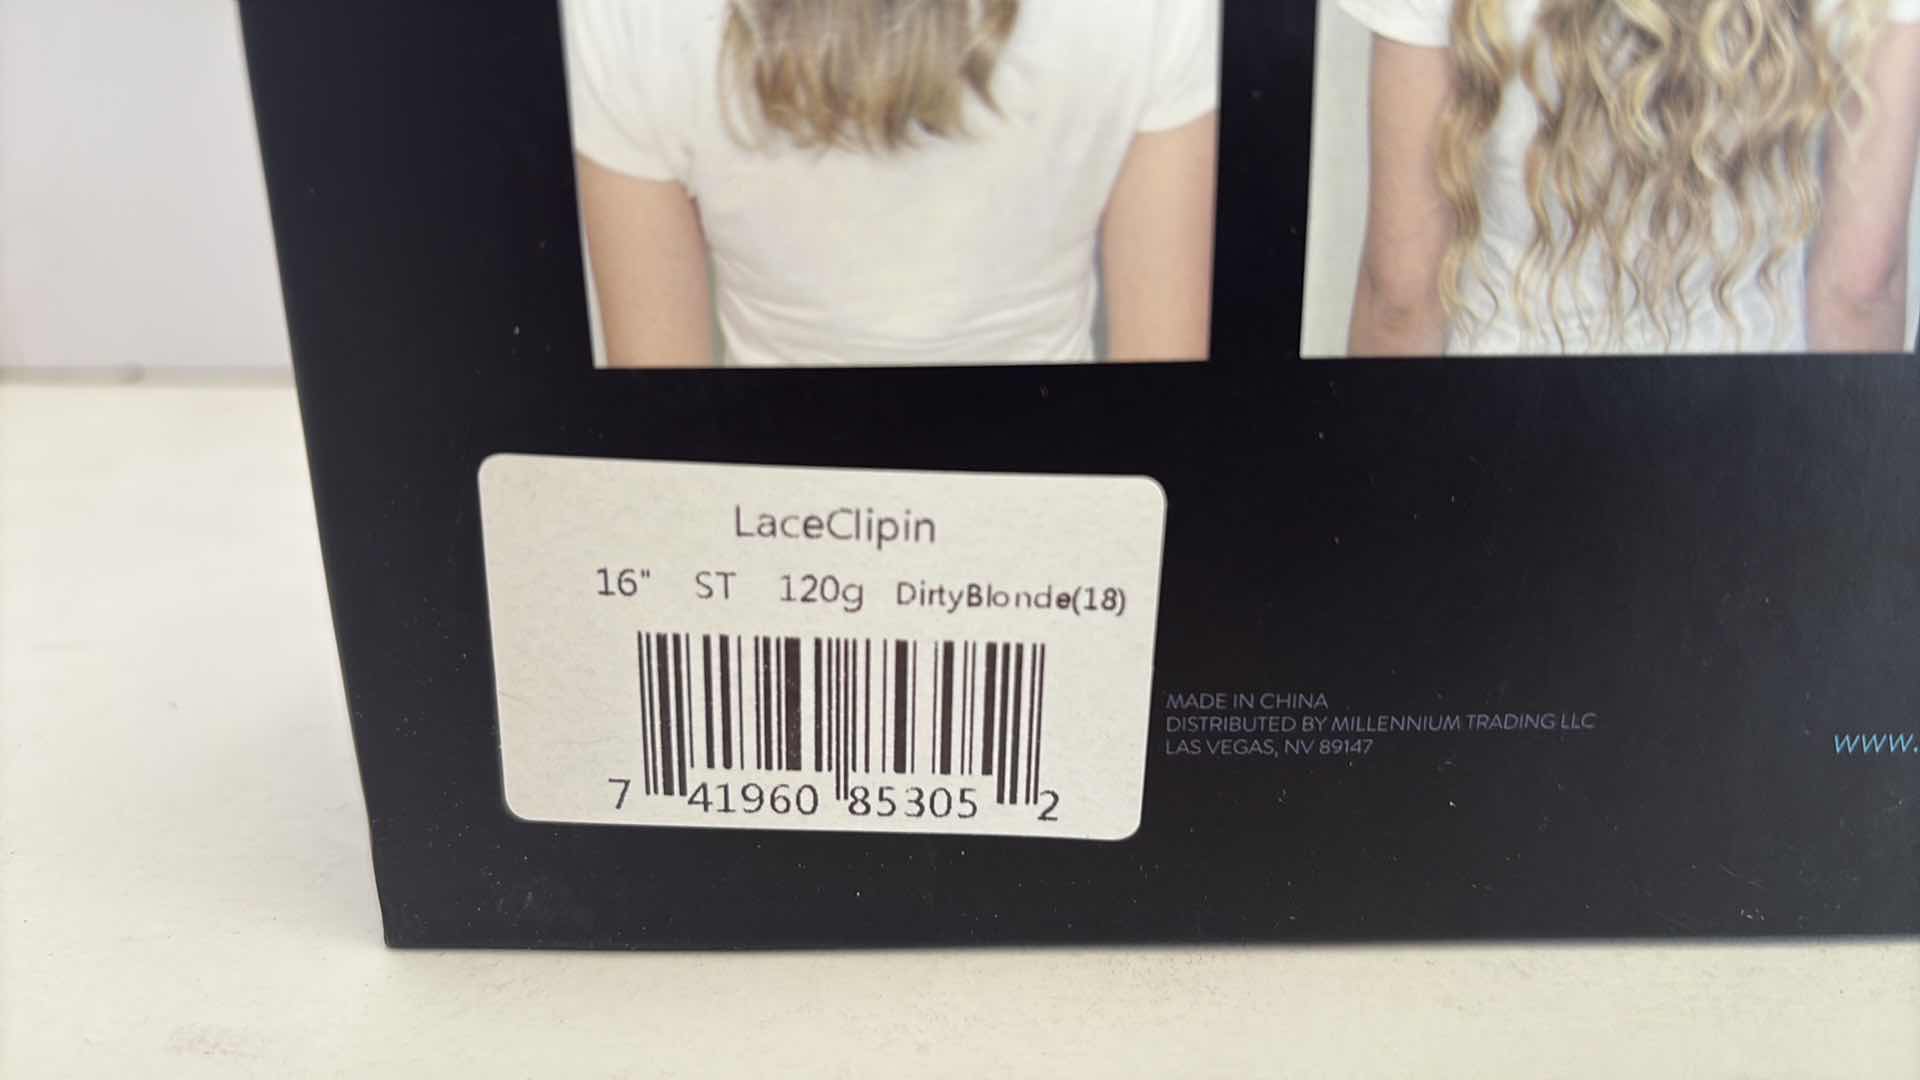 LaceClipin
16" ST 120g DirtyBlonde(18)
7 41960 85305 2
MADE IN CHINA
DISTRIBUTED BY MILLENNIUM TRADING LLC
LAS VEGAS, NV 89147
www.